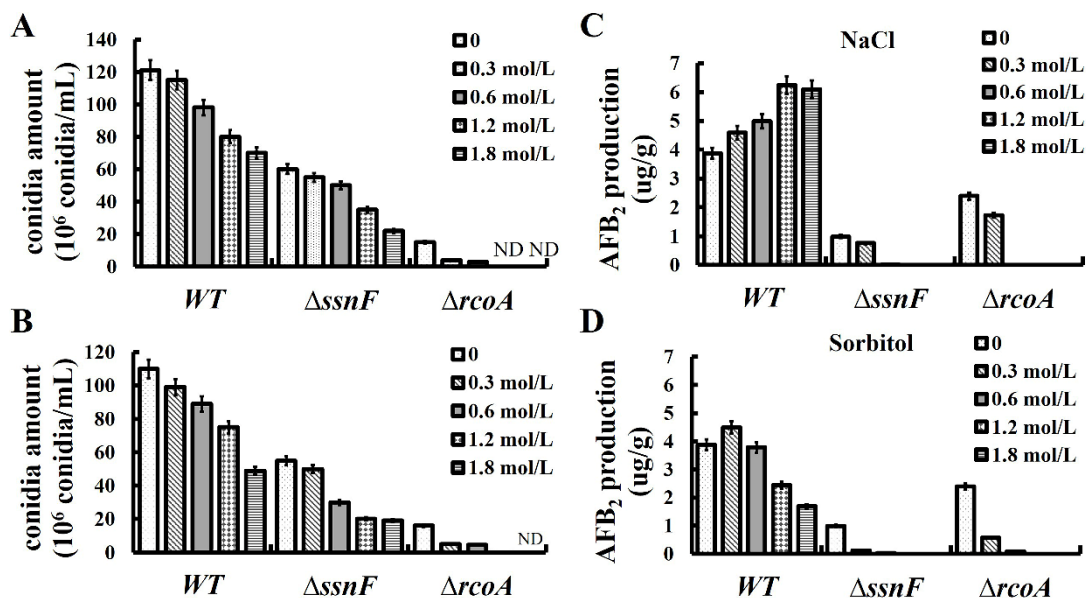 A
conidia amount
(10⁶ conidia/mL)
140
120
100
80
60
40
20
0
0
0.3 mol/L
0.6 mol/L
1.2 mol/L
1.8 mol/L
ND ND
WT
ΔssnF
ΔrcoA
B
conidia amount
(10⁶ conidia/mL)
120
100
80
60
40
20
0
0
0.3 mol/L
0.6 mol/L
1.2 mol/L
1.8 mol/L
ND
WT
ΔssnF
ΔrcoA
C
NaCl
AFB₂ production
(ug/g)
7
6
5
4
3
2
1
0
0
0.3 mol/L
0.6 mol/L
1.2 mol/L
1.8 mol/L
WT
ΔssnF
ΔrcoA
D
Sorbitol
AFB₂ production
(ug/g)
7
6
5
4
3
2
1
0
0
0.3 mol/L
0.6 mol/L
1.2 mol/L
1.8 mol/L
WT
ΔssnF
ΔrcoA